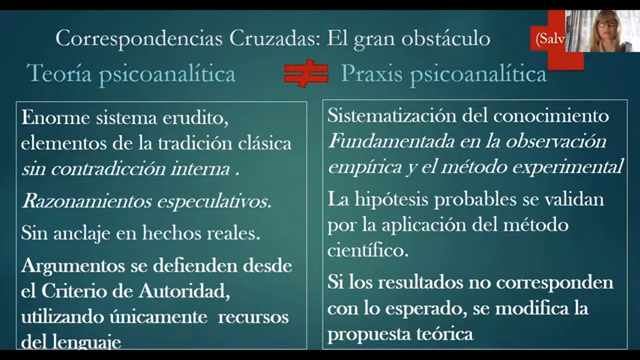 Correspondencias Cruzadas: El gran obstáculo
(Salv
Teoría psicoanalítica ≠ Praxis psicoanalítica
Enorme sistema erudito,
elementos de la tradición clásica
sin contradicción interna .
Razonamientos especulativos.
Sin anclaje en hechos reales.
Argumentos se defienden desde
el Criterio de Autoridad,
utilizando únicamente recursos
del lenguaje
Sistematización del conocimiento
Fundamentada en la observación
empírica y el método experimental
La hipótesis probables se validan
por la aplicación del método
científico.
Si los resultados no corresponden
con lo esperado, se modifica la
propuesta teórica